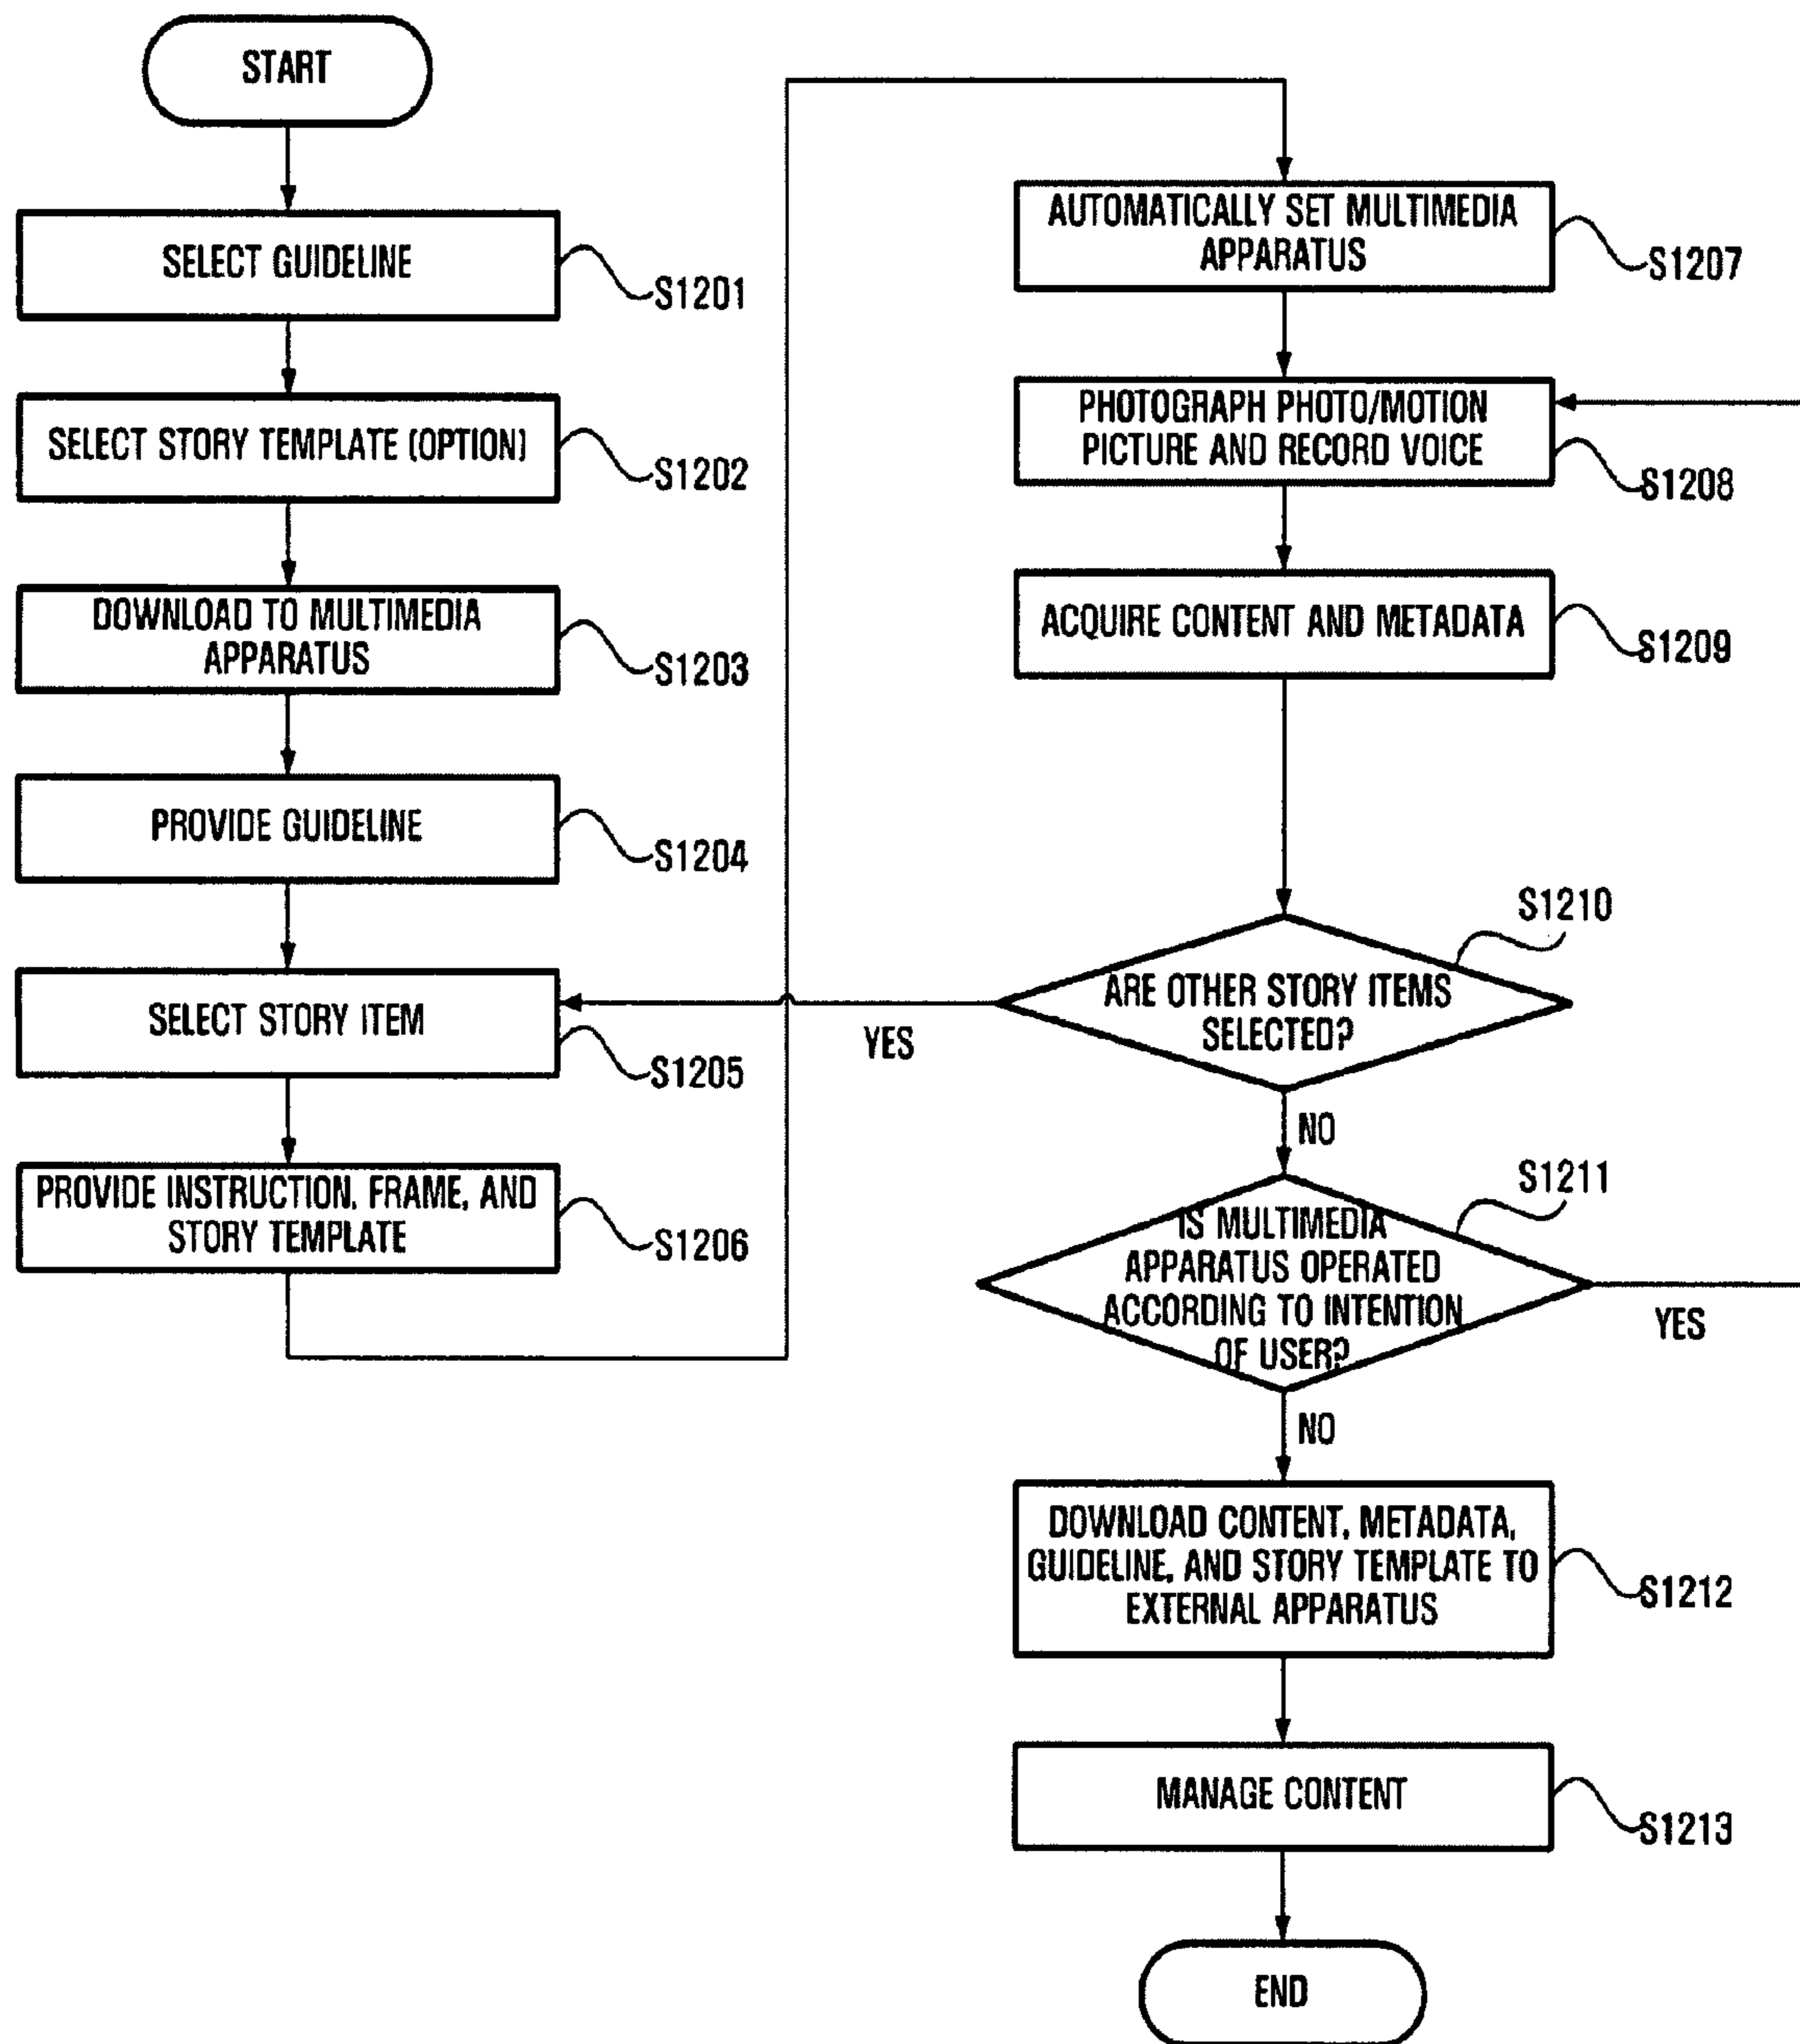 START
SELECT GUIDELINE
S1201
SELECT STORY TEMPLATE (OPTION)
S1202
DOWNLOAD TO MULTIMEDIA
APPARATUS
S1203
PROVIDE GUIDELINE
S1204
SELECT STORY ITEM
S1205
PROVIDE INSTRUCTION, FRAME, AND
STORY TEMPLATE
S1206
AUTOMATICALLY SET MULTIMEDIA
APPARATUS
S1207
PHOTOGRAPH PHOTO/MOTION
PICTURE AND RECORD VOICE
S1208
ACQUIRE CONTENT AND METADATA
S1209
S1210
ARE OTHER STORY ITEMS
SELECTED?
YES
NO
S1211
IS MULTIMEDIA
APPARATUS OPERATED
ACCORDING TO INTENTION
OF USER?
YES
NO
DOWNLOAD CONTENT, METADATA,
GUIDELINE, AND STORY TEMPLATE TO
EXTERNAL APPARATUS
S1212
MANAGE CONTENT
S1213
END